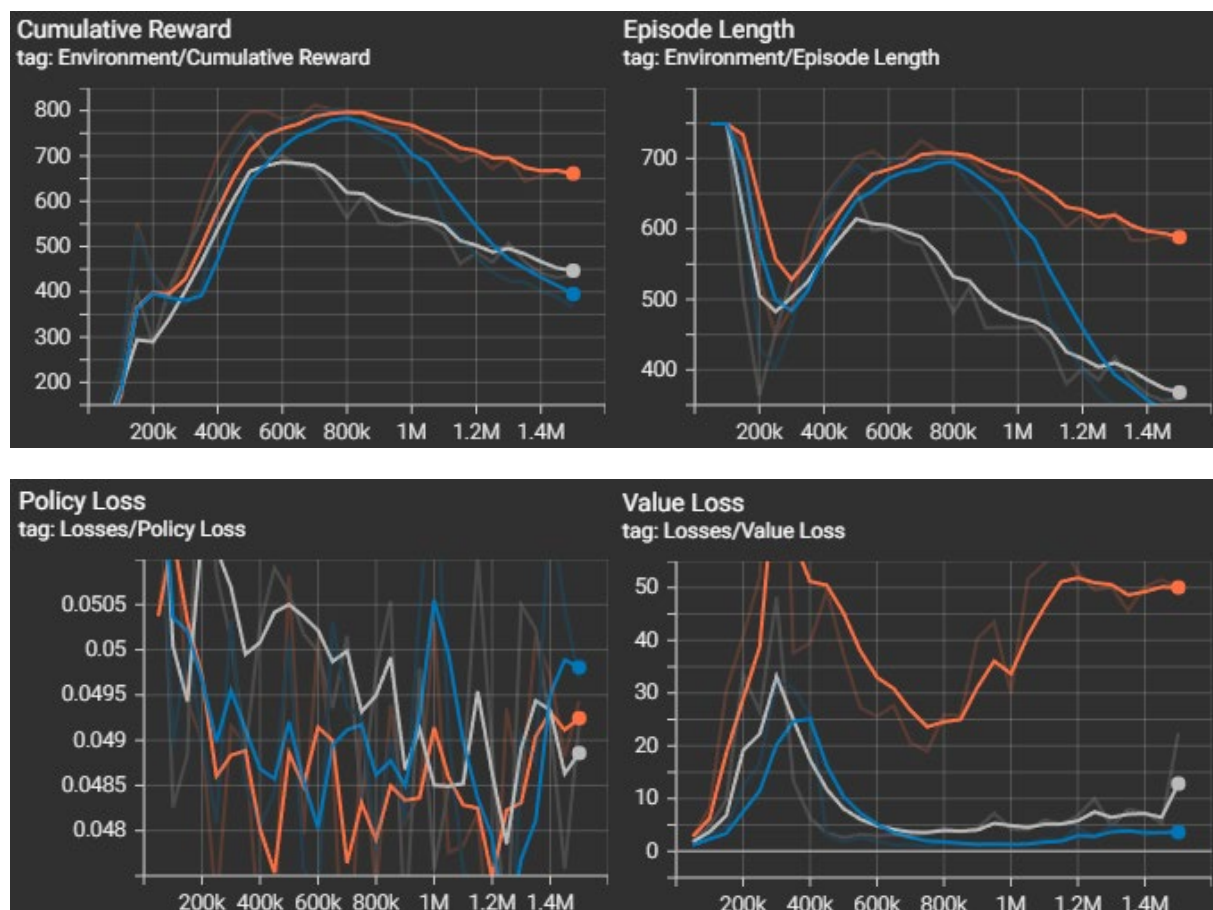 Cumulative Reward
tag: Environment/Cumulative Reward
800
700
600
500
400
300
200
200k 400k 600k 800k 1M 1.2M 1.4M
Episode Length
tag: Environment/Episode Length
700
600
500
400
200k 400k 600k 800k 1M 1.2M 1.4M
Policy Loss
tag: Losses/Policy Loss
0.0505
0.05
0.0495
0.049
0.0485
0.048
200k 400k 600k 800k 1M 1.2M 1.4M
Value Loss
tag: Losses/Value Loss
50
40
30
20
10
0
200k 400k 600k 800k 1M 1.2M 1.4M